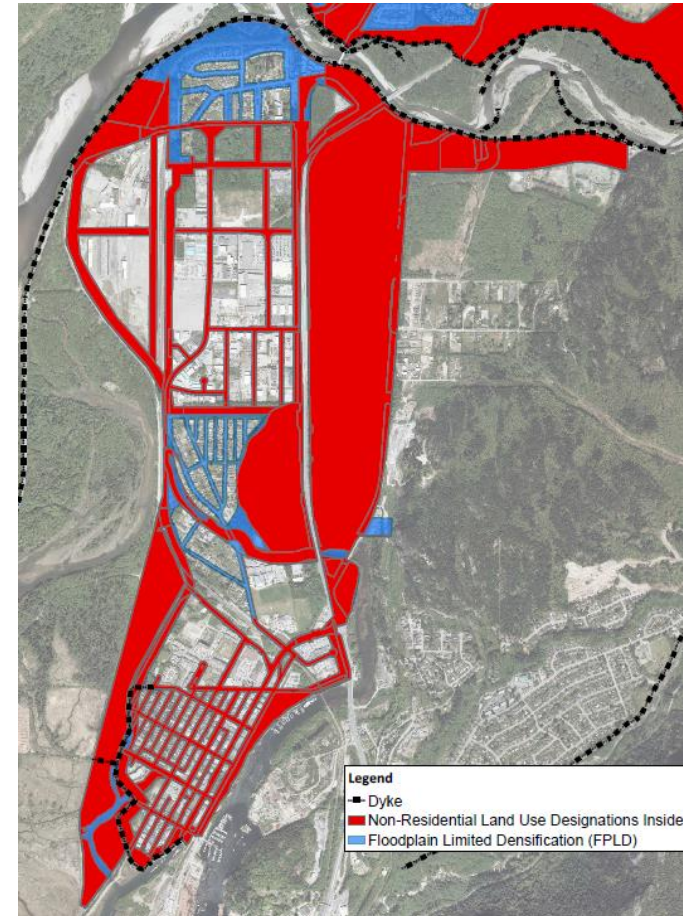 Legend
Dyke
Non-Residential Land Use Designations Inside
Floodplain Limited Densification (FPLD)